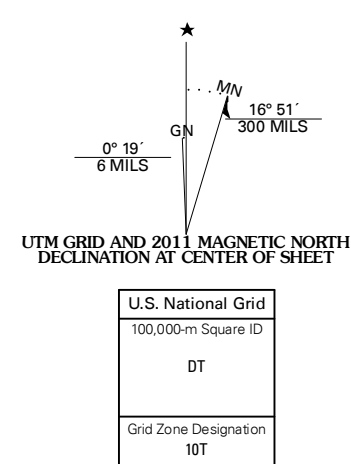 ★
MN
16° 51´
300 MILS
GN
0° 19´
6 MILS
UTM GRID AND 2011 MAGNETIC NORTH
DECLINATION AT CENTER OF SHEET
U.S. National Grid
100,000-m Square ID
DT
Grid Zone Designation
10T